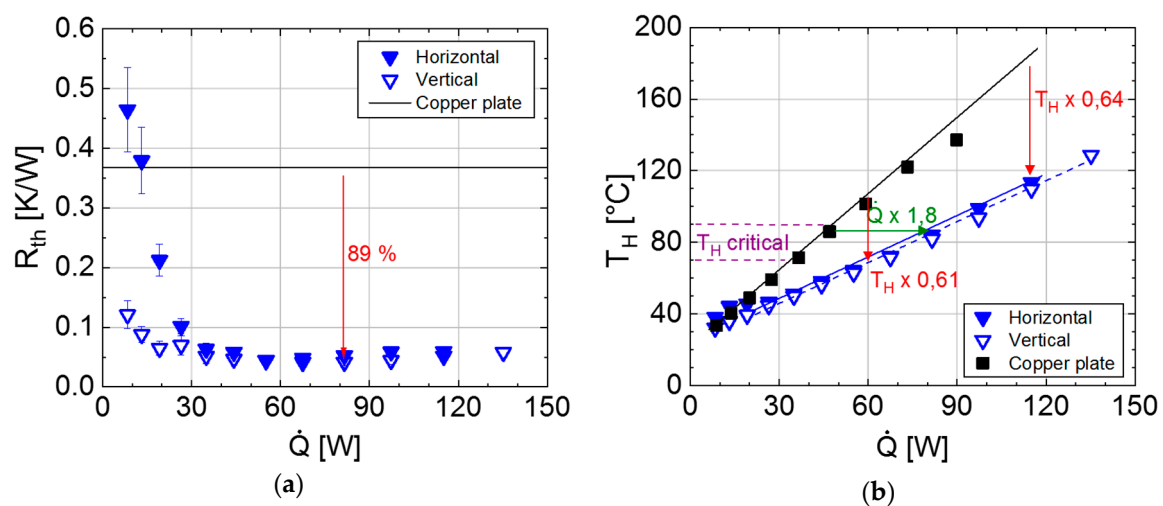 0.6
0.5
0.4
0.3
0.2
0.1
0.0
R_th [K/W]
Horizontal
Vertical
Copper plate
89 %
0 30 60 90 120 150
Q̇ [W]
(a)
200
160
120
80
40
0
T_H [°C]
T_H x 0,64
Q̇ x 1,8
T_H critical
T_H x 0,61
Horizontal
Vertical
Copper plate
0 30 60 90 120 150
Q̇ [W]
(b)